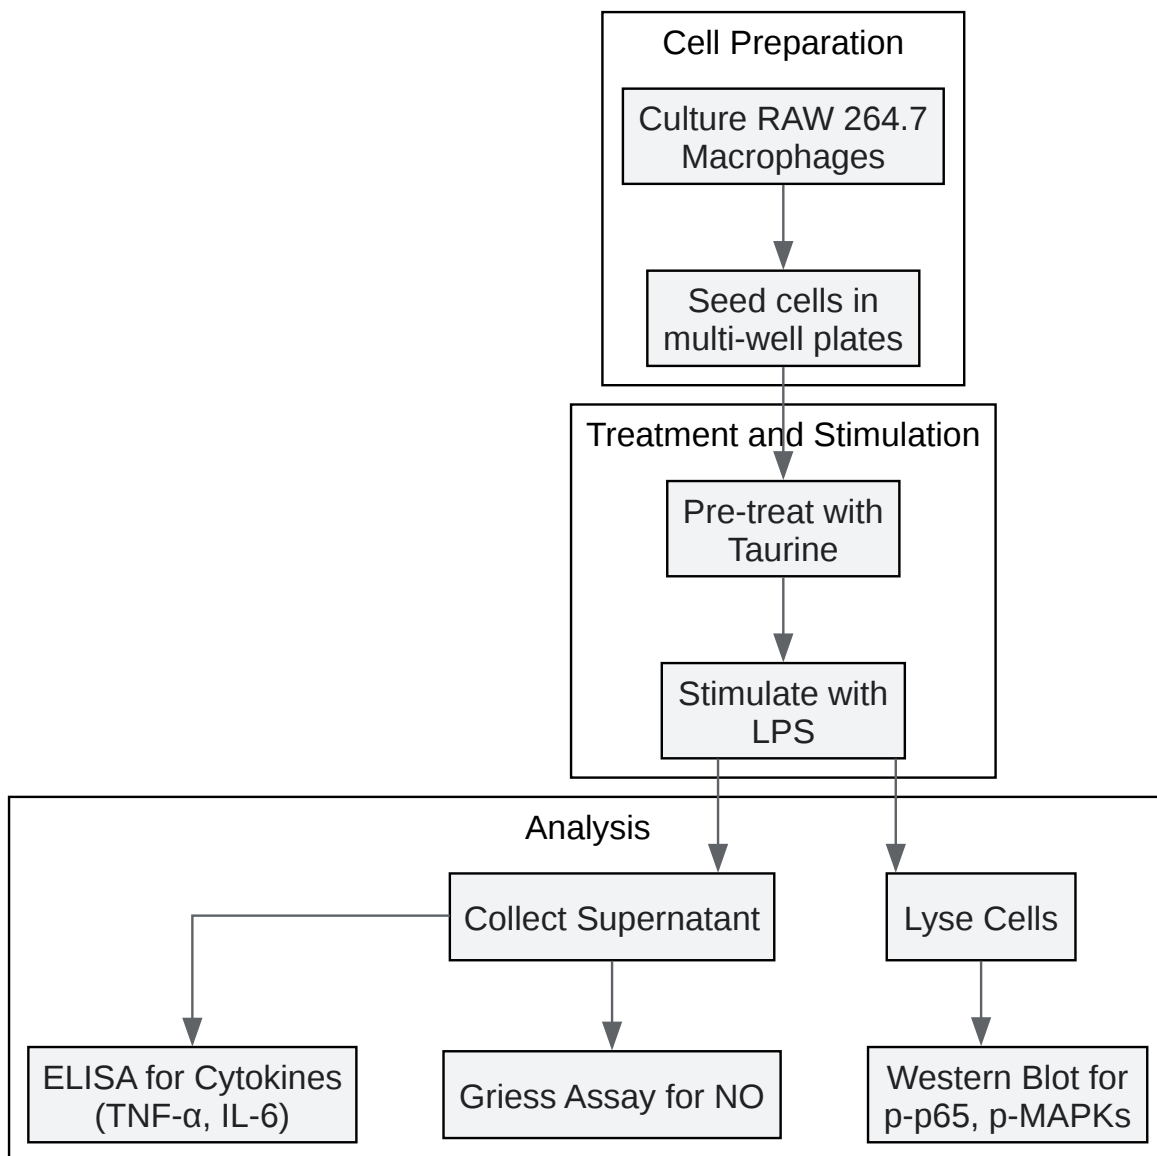 Cell Preparation
Culture RAW 264.7
Macrophages
Seed cells in
multi-well plates
Treatment and Stimulation
Pre-treat with
Taurine
Stimulate with
LPS
Analysis
Collect Supernatant
Lyse Cells
ELISA for Cytokines
(TNF-α, IL-6)
Griess Assay for NO
Western Blot for
p-p65, p-MAPKs